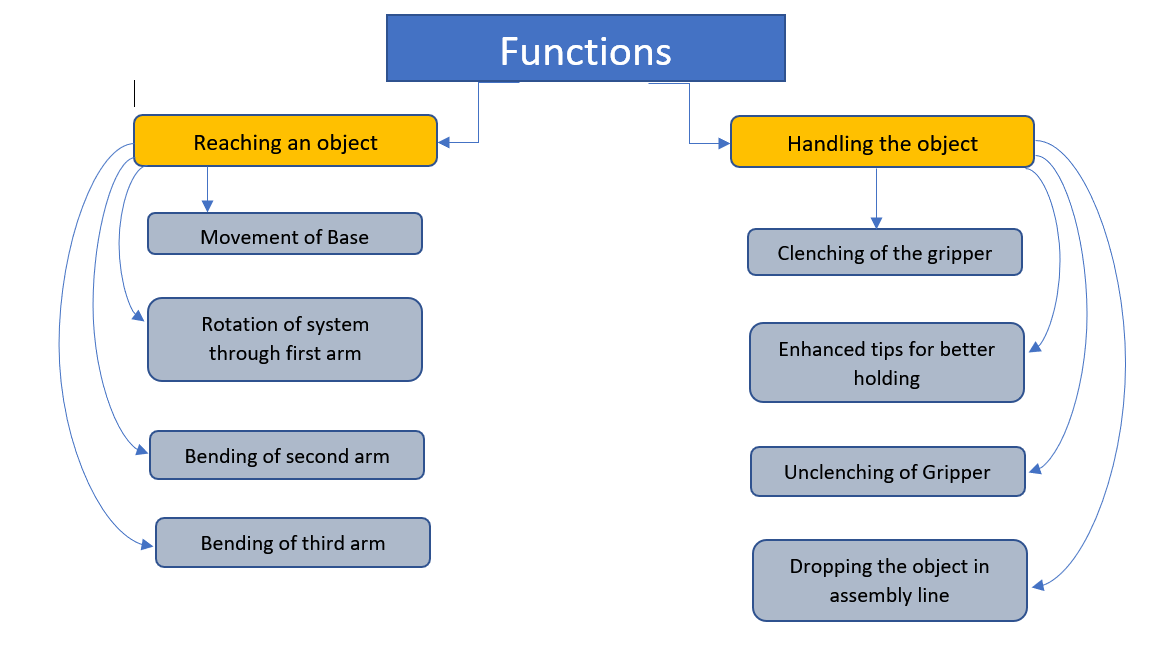 Functions
Reaching an object
Movement of Base
Rotation of system
through first arm
Bending of second arm
Bending of third arm
Handling the object
Clenching of the gripper
Enhanced tips for better
holding
Unclenching of Gripper
Dropping the object in
assembly line